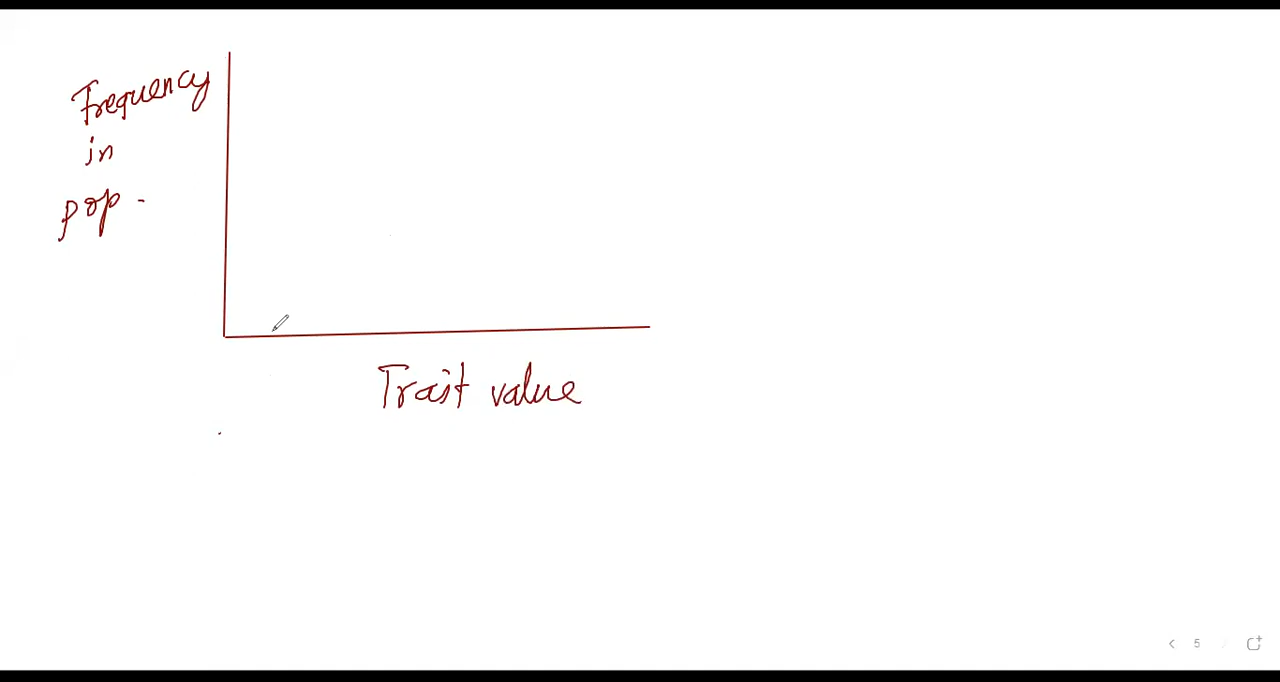 Frequency
in
pop.
Trait value
5